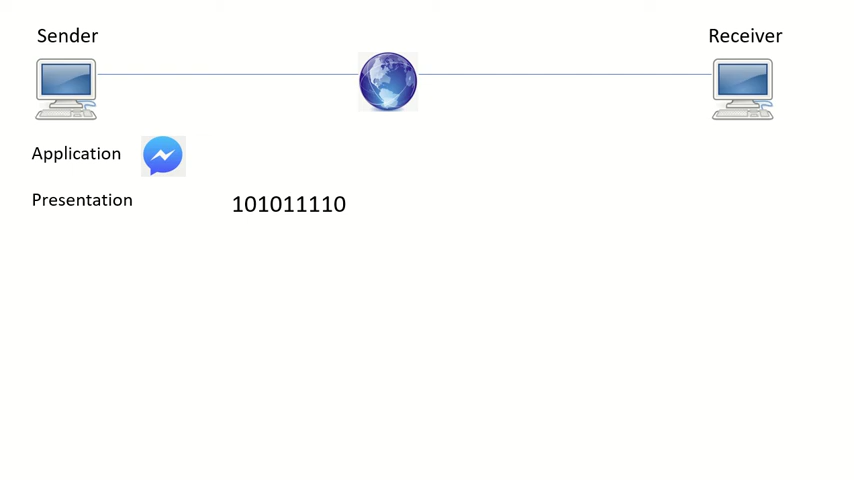 Sender
Receiver
Application
Presentation
101011110